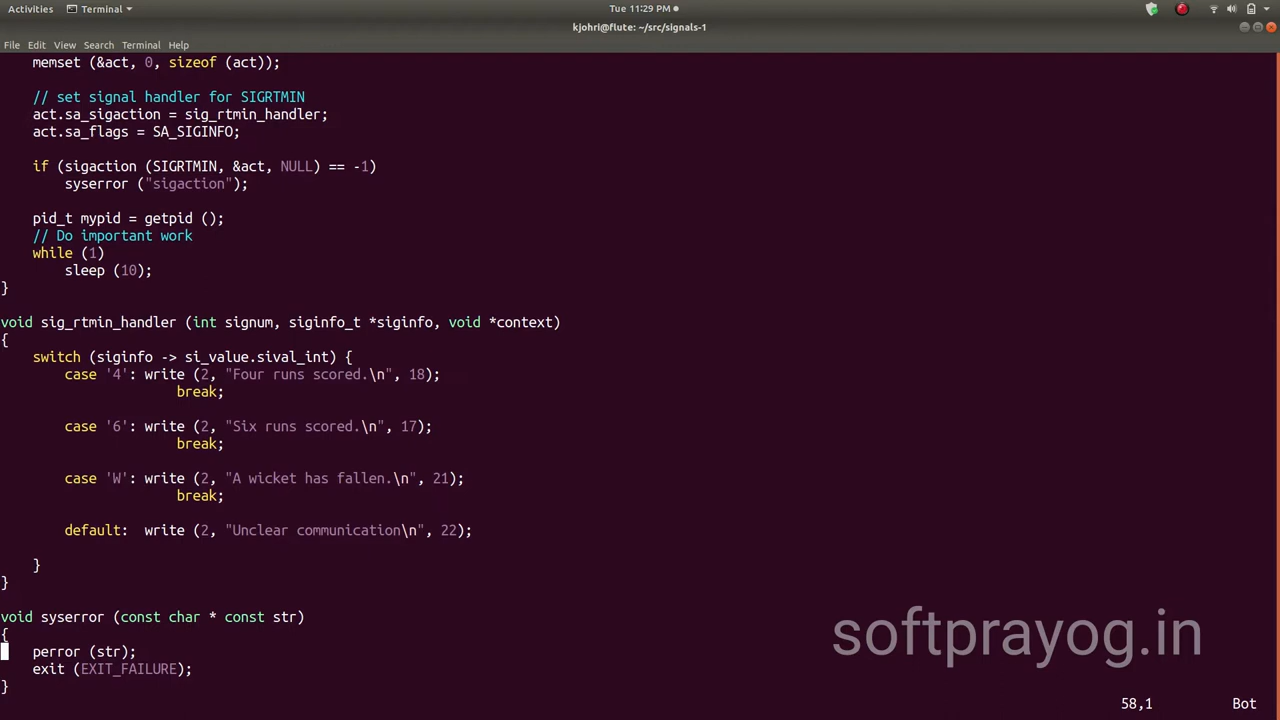 Activities Terminal Tue 11:29 PM
kjohri@flute: ~/src/signals-1
File Edit View Search Terminal Help
    memset (&act, 0, sizeof (act));

    // set signal handler for SIGRTMIN
    act.sa_sigaction = sig_rtmin_handler;
    act.sa_flags = SA_SIGINFO;

    if (sigaction (SIGRTMIN, &act, NULL) == -1)
        syserror ("sigaction");

    pid_t mypid = getpid ();
    // Do important work
    while (1)
        sleep (10);
}

void sig_rtmin_handler (int signum, siginfo_t *siginfo, void *context)
{
    switch (siginfo -> si_value.sival_int) {
        case '4': write (2, "Four runs scored.\n", 18);
                      break;

        case '6': write (2, "Six runs scored.\n", 17);
                      break;

        case 'W': write (2, "A wicket has fallen.\n", 21);
                      break;

        default:  write (2, "Unclear communication\n", 22);

    }
}

void syserror (const char * const str)
{
    perror (str);
    exit (EXIT_FAILURE);
}
softprayog.in
58,1 Bot